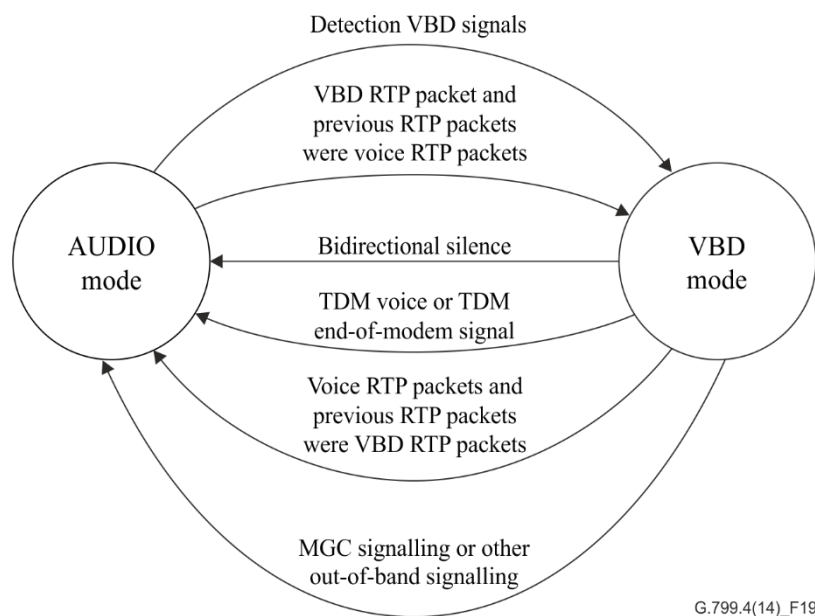 Detection VBD signals
VBD RTP packet and
previous RTP packets
were voice RTP packets
AUDIO
mode
Bidirectional silence
VBD
mode
TDM voice or TDM
end-of-modem signal
Voice RTP packets and
previous RTP packets
were VBD RTP packets
MGC signalling or other
out-of-band signalling
G.799.4(14)_F19